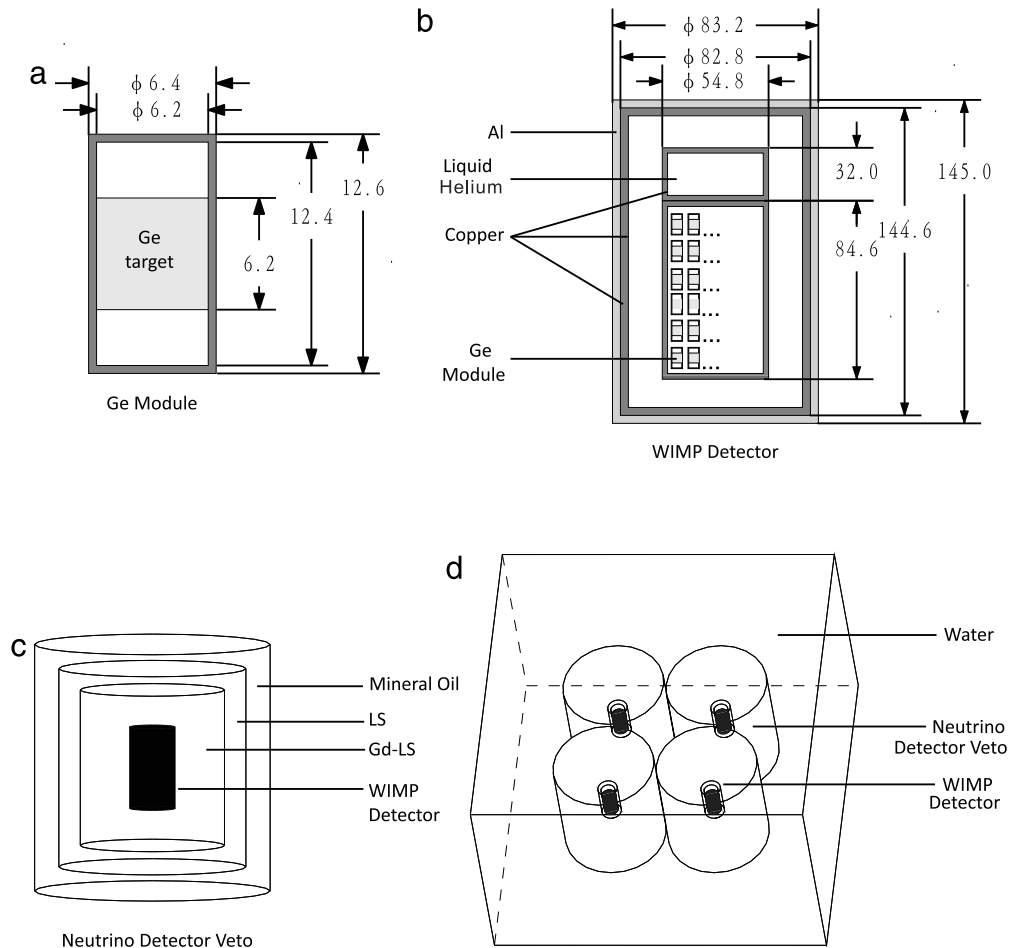 a
ϕ 6.4
ϕ 6.2
12.6
12.4
6.2
Ge
target
Ge Module
b
ϕ 83.2
ϕ 82.8
ϕ 54.8
Al
Liquid
Helium
Copper
Ge
Module
32.0
145.0
144.6
84.6
...
...
...
...
...
...
WIMP Detector
c
Mineral Oil
LS
Gd-LS
WIMP
Detector
Neutrino Detector Veto
d
Water
Neutrino
Detector Veto
WIMP
Detector